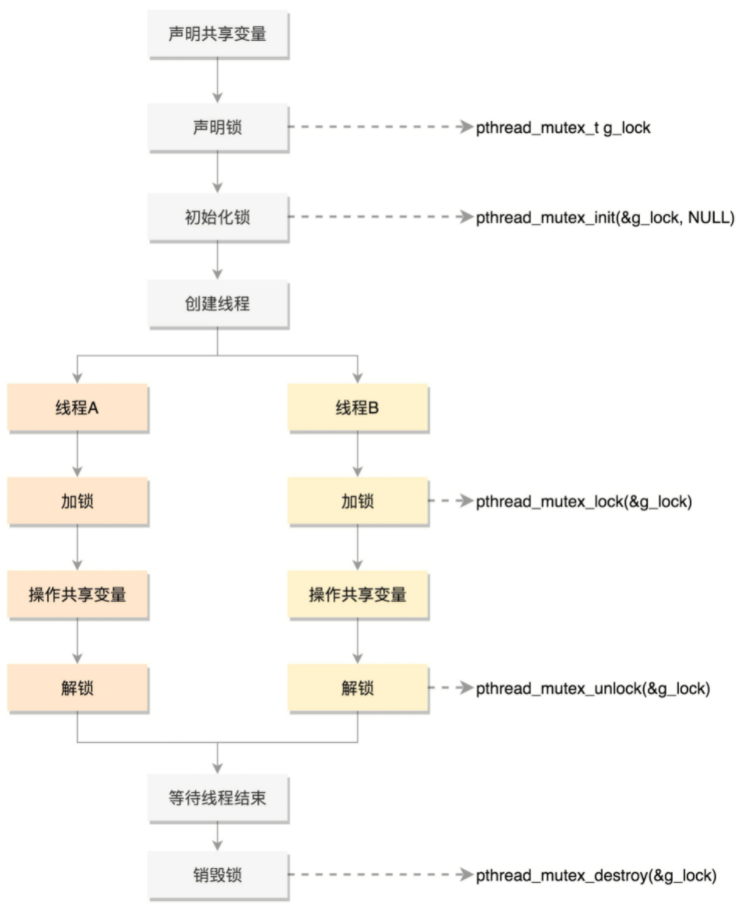 声明共享变量
声明锁
pthread_mutex_t g_lock
初始化锁
pthread_mutex_init(&g_lock, NULL)
创建线程
线程A
线程B
加锁
加锁
pthread_mutex_lock(&g_lock)
操作共享变量
操作共享变量
解锁
解锁
pthread_mutex_unlock(&g_lock)
等待线程结束
销毁锁
pthread_mutex_destroy(&g_lock)